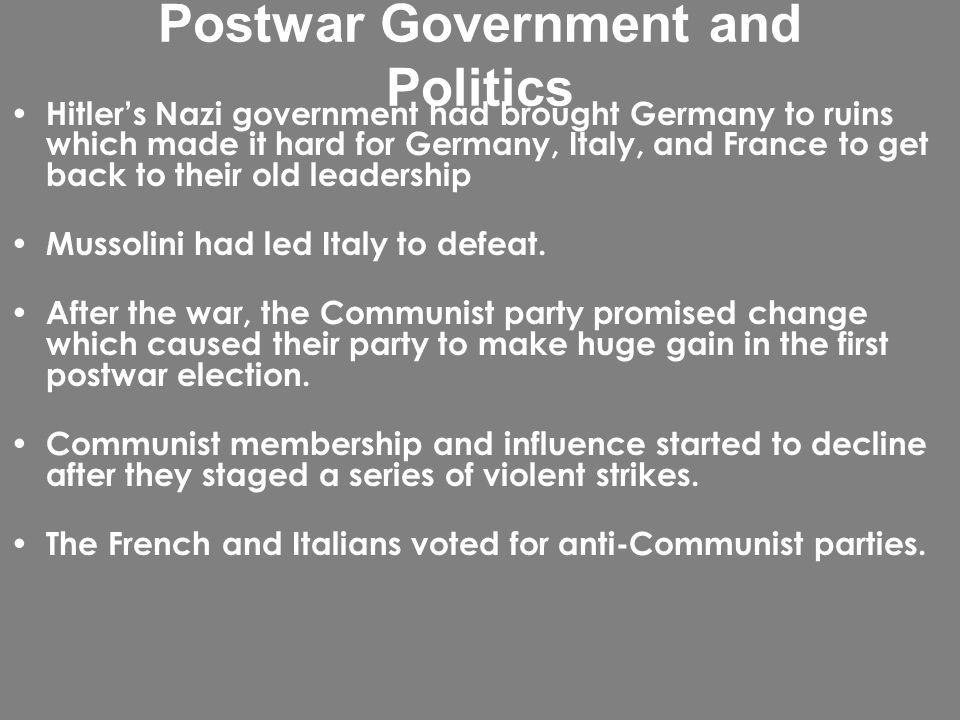 Postwar Government and
Politics
• Hitler’s Nazi government had brought Germany to ruins
which made it hard for Germany, Italy, and France to get
back to their old leadership
• Mussolini had led Italy to defeat.
• After the war, the Communist party promised change
which caused their party to make huge gain in the first
postwar election.
• Communist membership and influence started to decline
after they staged a series of violent strikes.
• The French and Italians voted for anti-Communist parties.